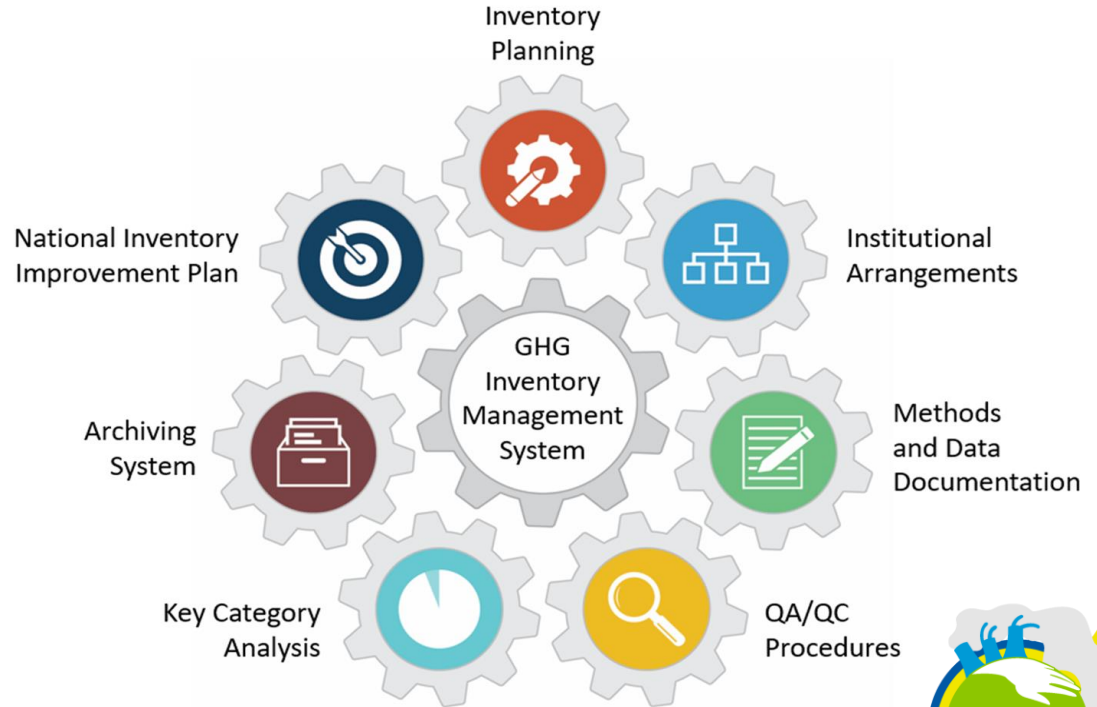 Inventory
Planning
Institutional
Arrangements
Methods
and Data
Documentation
QA/QC
Procedures
Key Category
Analysis
Archiving
System
National Inventory
Improvement Plan
GHG
Inventory
Management
System